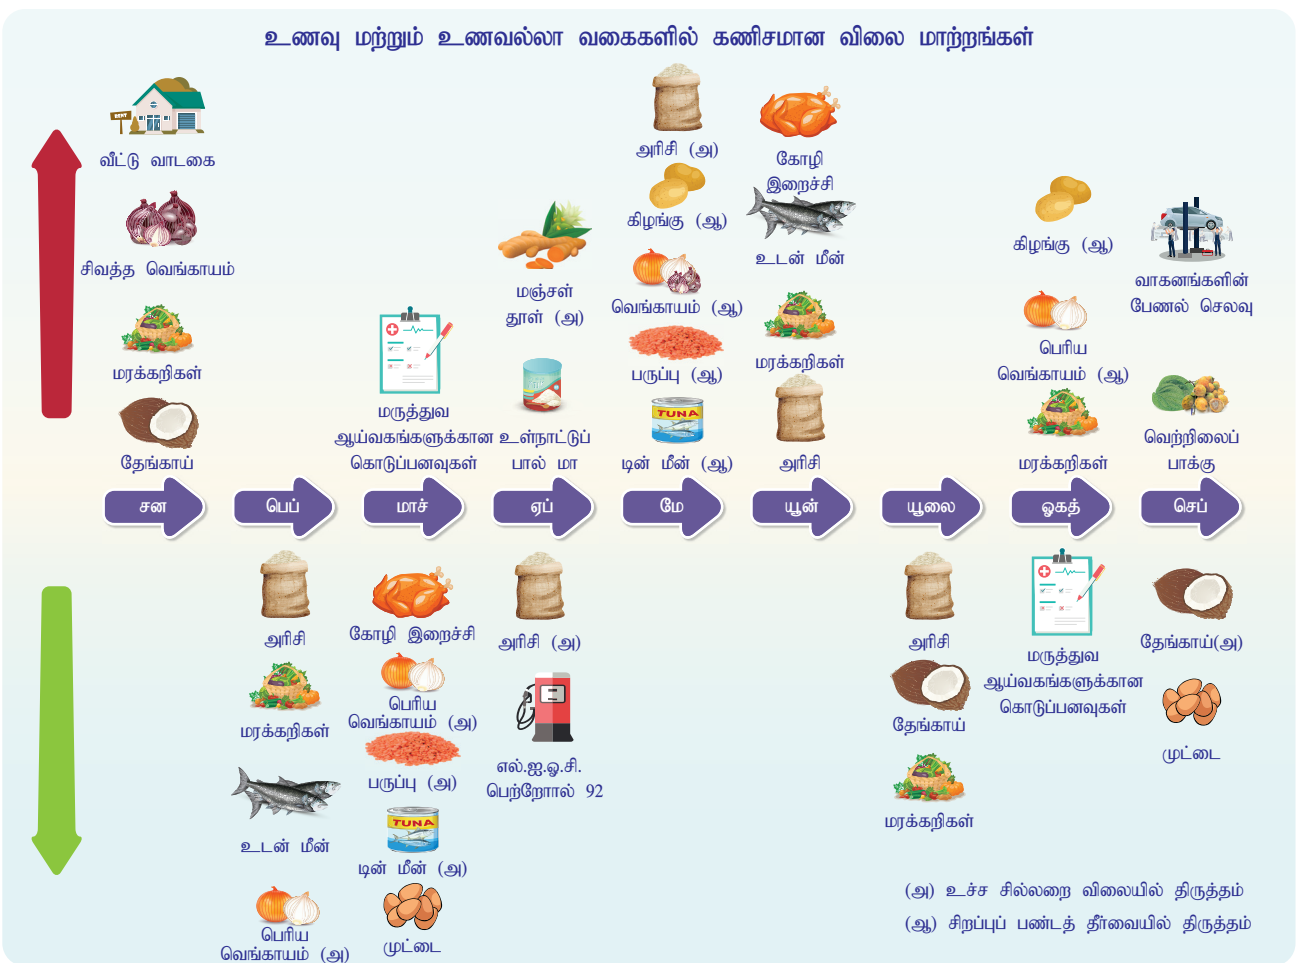 உணவு மற்றும் உணவல்லா வகைகளில் கணிசமான விலை மாற்றங்கள்
RENT
வீட்டு வாடகை
சிவத்த வெங்காயம்
மரக்கறிகள்
தேங்காய்
மருத்துவ
ஆய்வகங்களுக்கான
கொடுப்பனவுகள்
மஞ்சள்
தூள் (அ)
உள்நாட்டுப்
பால் மா
அரிசி (அ)
கிழங்கு (ஆ)
வெங்காயம் (ஆ)
பருப்பு (ஆ)
TUNA
டின் மீன் (ஆ)
கோழி
இறைச்சி
உடன் மீன்
மரக்கறிகள்
அரிசி
கிழங்கு (ஆ)
பெரிய
வெங்காயம் (ஆ)
மரக்கறிகள்
வாகனங்களின்
பேணல் செலவு
வெற்றிலைப்
பாக்கு
சன
பெப்
மாச்
ஏப்
மே
யூன்
யூலை
ஓகத்
செப்
அரிசி
மரக்கறிகள்
உடன் மீன்
பெரிய
வெங்காயம் (அ)
கோழி இறைச்சி
பெரிய
வெங்காயம் (அ)
பருப்பு (அ)
TUNA
டின் மீன் (அ)
முட்டை
அரிசி (அ)
எல்.ஐ.ஓ.சி.
பெற்றோால் 92
அரிசி
தேங்காய்
மரக்கறிகள்
மருத்துவ
ஆய்வகங்களுக்கான
கொடுப்பனவுகள்
தேங்காய்(அ)
முட்டை
(அ) உச்ச சில்லறை விலையில் திருத்தம்
(ஆ) சிறப்புப் பண்டத் தீர்வையில் திருத்தம்